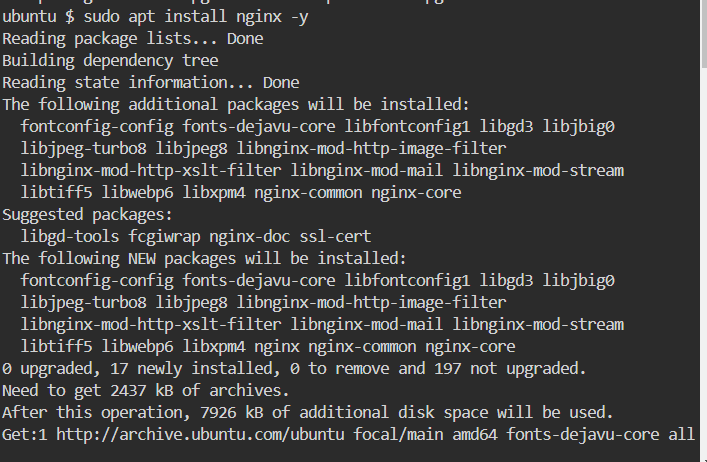 ubuntu $ sudo apt install nginx -y
Reading package lists... Done
Building dependency tree
Reading state information... Done
The following additional packages will be installed:
  fontconfig-config fonts-dejavu-core libfontconfig1 libgd3 libjbig0
  libjpeg-turbo8 libjpeg8 libnginx-mod-http-image-filter
  libnginx-mod-http-xslt-filter libnginx-mod-mail libnginx-mod-stream
  libtiff5 libwebp6 libxpm4 nginx-common nginx-core
Suggested packages:
  libgd-tools fcgiwrap nginx-doc ssl-cert
The following NEW packages will be installed:
  fontconfig-config fonts-dejavu-core libfontconfig1 libgd3 libjbig0
  libjpeg-turbo8 libjpeg8 libnginx-mod-http-image-filter
  libnginx-mod-http-xslt-filter libnginx-mod-mail libnginx-mod-stream
  libtiff5 libwebp6 libxpm4 nginx nginx-common nginx-core
0 upgraded, 17 newly installed, 0 to remove and 197 not upgraded.
Need to get 2437 kB of archives.
After this operation, 7926 kB of additional disk space will be used.
Get:1 http://archive.ubuntu.com/ubuntu focal/main amd64 fonts-dejavu-core all